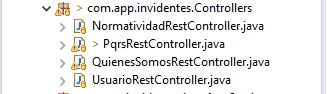 > com.app.invidentes.Controllers
NormatividadRestController.java
> PqrsRestController.java
QuienesSomosRestController.java
UsuarioRestController.java